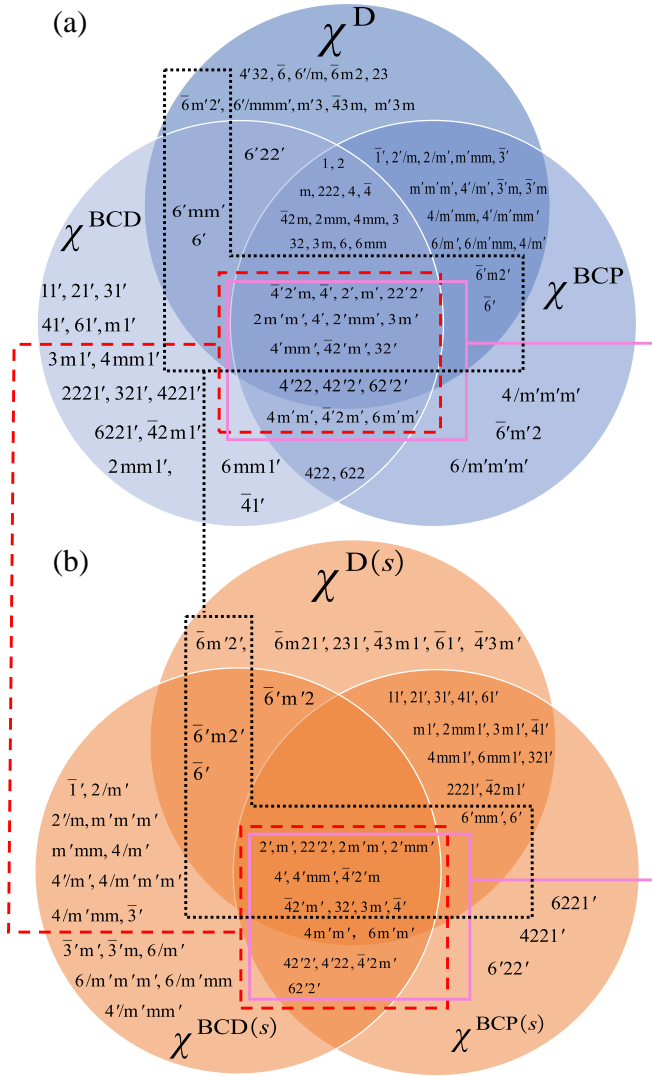 (a)
χ^D
4′32, 6̅, 6′/m, 6̅m2, 23
6̅m′2′, 6′/mmm′, m′3, 4̅3m, m′3m
6′22′
1, 2
m, 222, 4, 4̅
4̅2m, 2mm, 4mm, 3
32, 3m, 6, 6mm
1̅′, 2′/m, 2/m′, m′mm, 3̅′
m′m′m′, 4′/m′, 3̅′m, 3̅′m
4/m′mm, 4′/m′mm′
6/m′, 6/m′mm, 4/m′
6′mm′
6′
χ^BCD
χ^BCP
6̅′m2′
6̅′
11′, 21′, 31′
41′, 61′, m1′
3m1′, 4mm1′
2221′, 321′, 4221′
6221′, 4̅2m1′
2mm1′,
6mm1′
4̅1′
4̅′2′m, 4̅′, 2′, m′, 22′2′
2m′m′, 4′, 2′mm′, 3m′
4′mm′, 4̅2′m′, 32′
4′22, 42′2′, 62′2′
4m′m′, 4̅′2m′, 6m′m′
422, 622
4/m′m′m′
6̅′m′2
6/m′m′m′
(b)
χ^D(s)
6̅m′2′, 6̅m21′, 231′, 4̅3m1′, 6̅1′, 4̅′3m′
6̅′m′2
6̅′m2′
6̅′
11′, 21′, 31′, 41′, 61′
m1′, 2mm1′, 3m1′, 4̅1′
4mm1′, 6mm1′, 321′
2221′, 4̅2m1′
6′mm′, 6′
1̅′, 2/m′
2′/m, m′m′m′
m′mm, 4/m′
4′/m′, 4/m′m′m′
4/m′mm, 3̅′
3̅′m′, 3̅′m, 6/m′
6/m′m′m′, 6/m′mm
4′/m′mm′
2′, m′, 22′2′, 2m′m′, 2′mm′
4′, 4′mm′, 4̅′2′m
4̅2′m′, 32′, 3m′, 4̅′
4m′m′, 6m′m′
42′2′, 4′22, 4̅′2m′
62′2′
6221′
4221′
6′22′
χ^BCD(s)
χ^BCP(s)